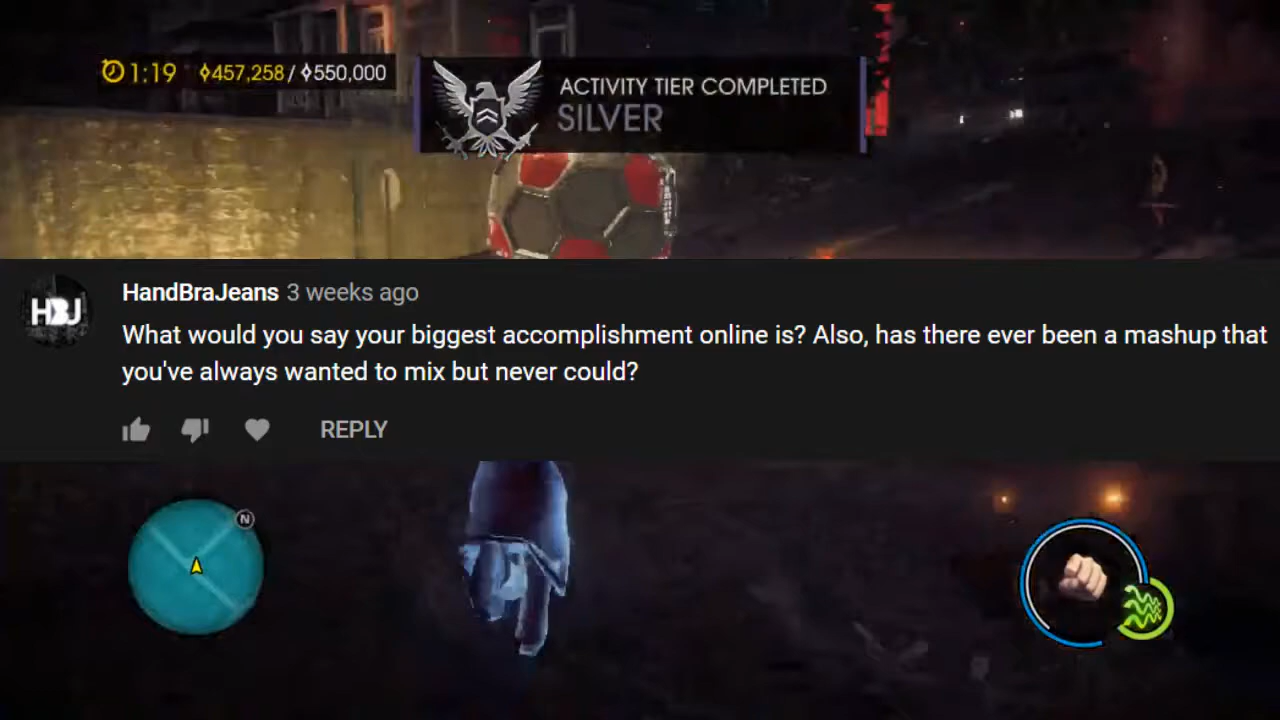 1:19 457,258 / 550,000
ACTIVITY TIER COMPLETED
SILVER
HBJ
HandBraJeans 3 weeks ago
What would you say your biggest accomplishment online is? Also, has there ever been a mashup that
you've always wanted to mix but never could?
REPLY
N